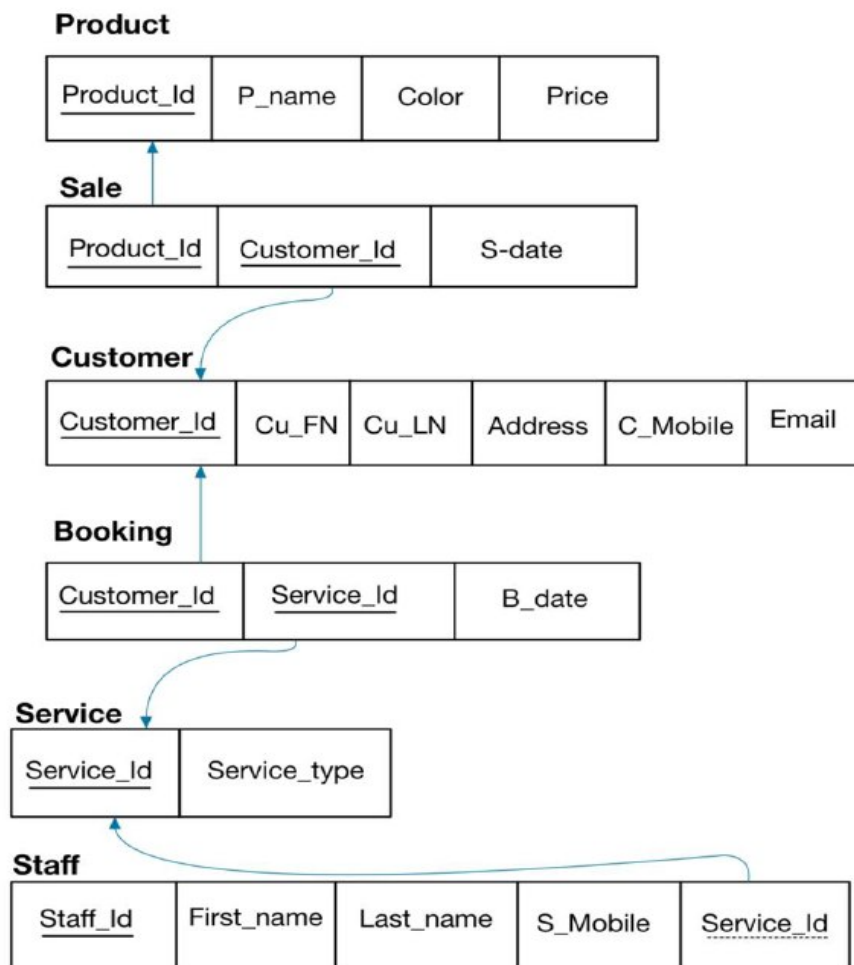 Product
Product_Id P_name Color Price
Sale
Product_Id Customer_Id S-date
Customer
Customer_Id Cu_FN Cu_LN Address C_Mobile Email
Booking
Customer_Id Service_Id B_date
Service
Service_Id Service_type
Staff
Staff_Id First_name Last_name S_Mobile Service_Id